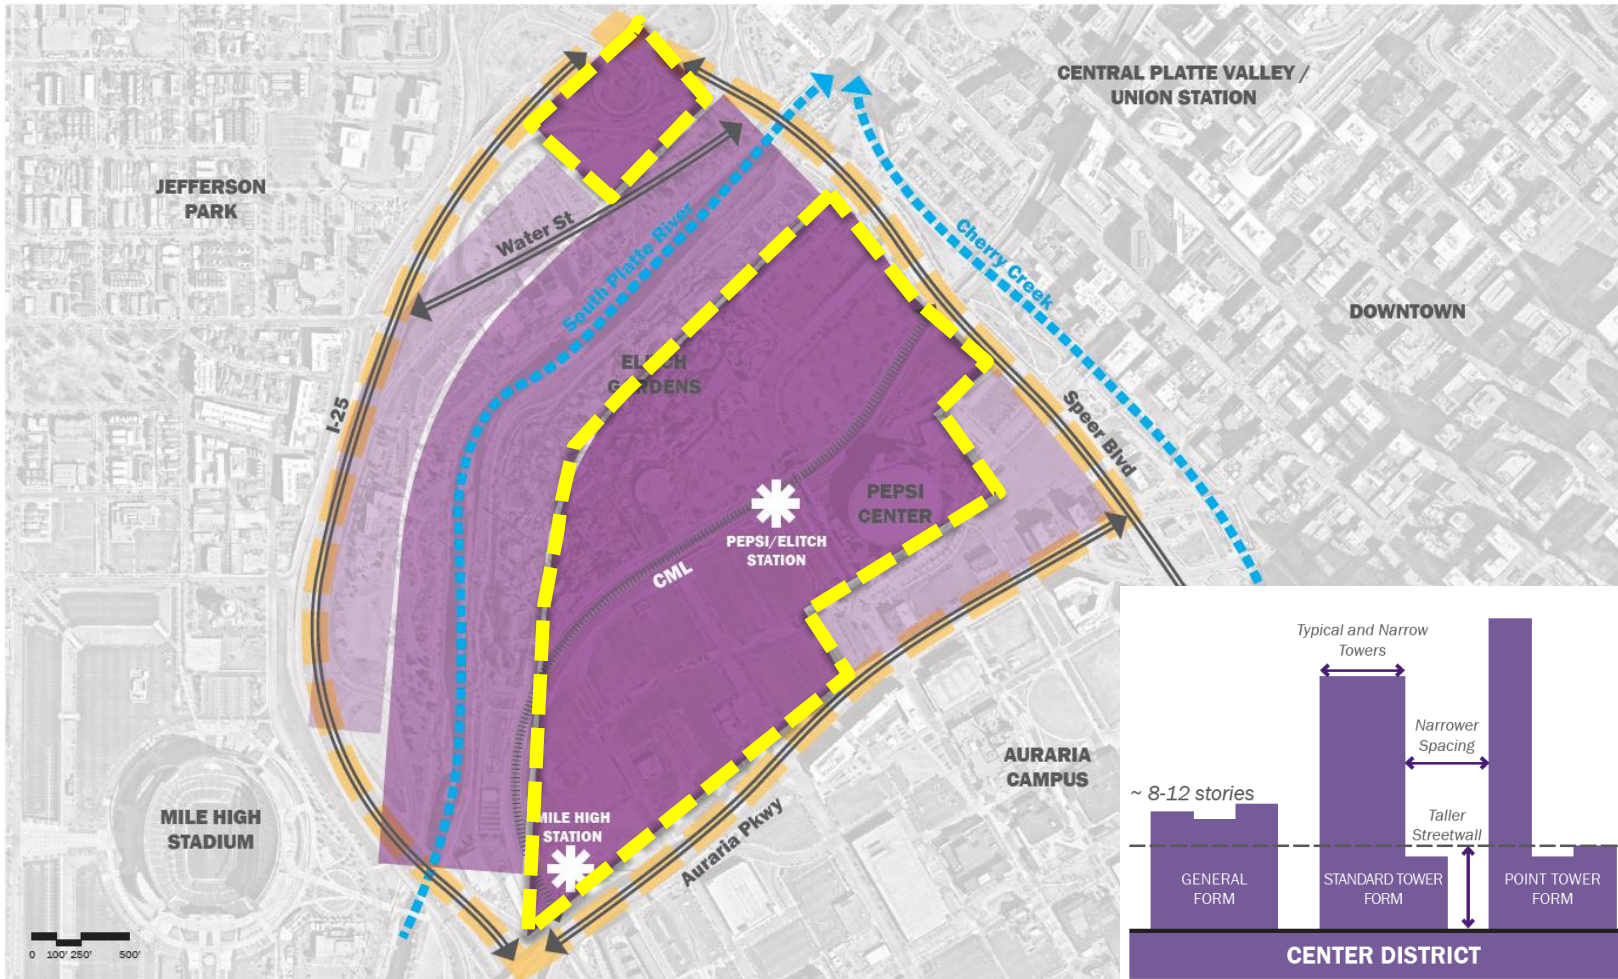 CENTRAL PLATTE VALLEY /
UNION STATION
JEFFERSON
PARK
Water St
South Platte River
Cherry Creek
DOWNTOWN
ELITCH
GARDENS
I-25
Speer Blvd
PEPSI
CENTER
PEPSI/ELITCH
STATION
CML
AURARIA
CAMPUS
MILE HIGH
STADIUM
MILE HIGH
STATION
Auraria Pkwy
0 100' 250' 500'
Typical and Narrow
Towers
Narrower
Spacing
~ 8-12 stories
Taller
Streetwall
GENERAL
FORM
STANDARD TOWER
FORM
POINT TOWER
FORM
CENTER DISTRICT